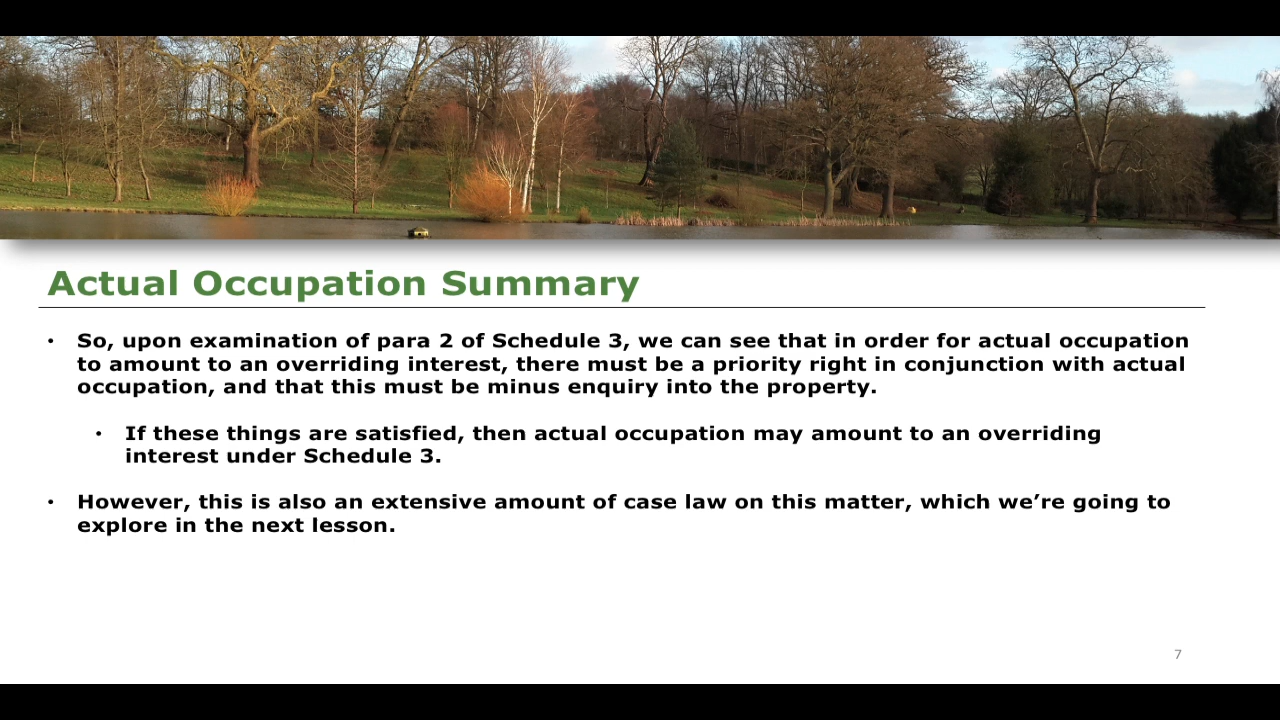 Actual Occupation Summary
• So, upon examination of para 2 of Schedule 3, we can see that in order for actual occupation
to amount to an overriding interest, there must be a priority right in conjunction with actual
occupation, and that this must be minus enquiry into the property.
• If these things are satisfied, then actual occupation may amount to an overriding
interest under Schedule 3.
• However, this is also an extensive amount of case law on this matter, which we’re going to
explore in the next lesson.
7